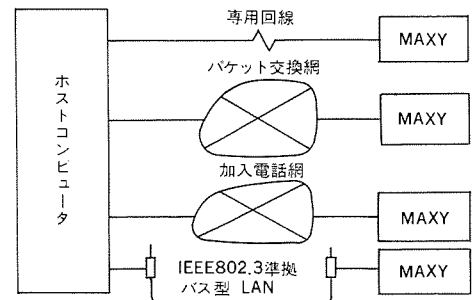 専用回線
MAXY
パケット交換網
MAXY
ホストコンピュータ
加入電話網
MAXY
IEEE802.3準拠
バス型 LAN
MAXY